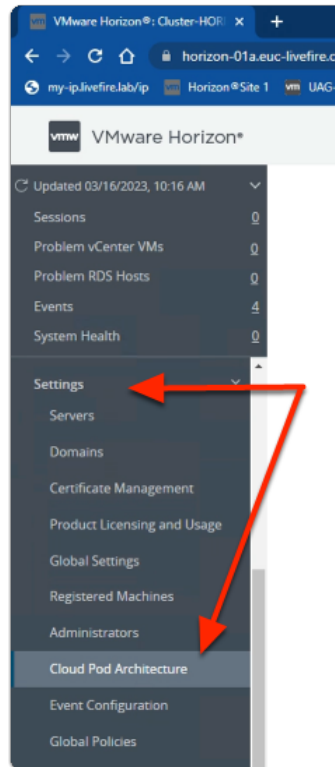 VMware Horizon®: Cluster-HORI
horizon-01a.euc-livefire.c
my-ip.livefire.lab/ip Horizon®Site 1 UAG-
vmw VMware Horizon®
Updated 03/16/2023, 10:16 AM
Sessions 0
Problem vCenter VMs 0
Problem RDS Hosts 0
Events 4
System Health 0
Settings
Servers
Domains
Certificate Management
Product Licensing and Usage
Global Settings
Registered Machines
Administrators
Cloud Pod Architecture
Event Configuration
Global Policies